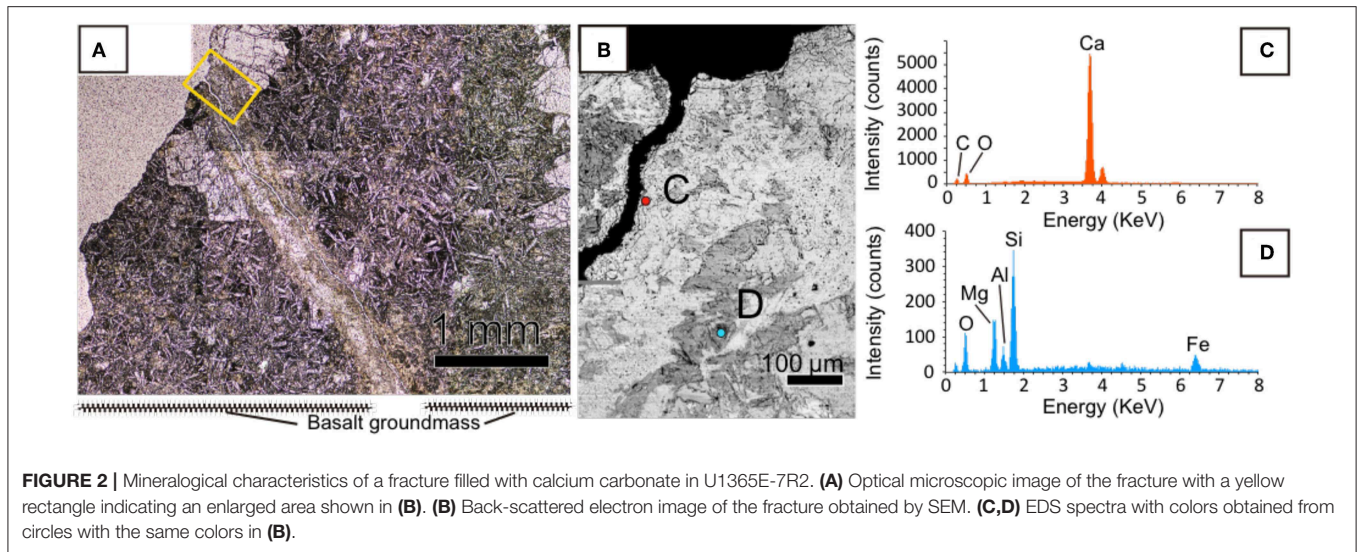 A
1 mm
Basalt groundmass
B
C
D
100 µm
C
Intensity (counts)
5000
4000
3000
2000
1000
0
C
O
Ca
0 1 2 3 4 5 6 7 8
Energy (KeV)
D
Intensity (counts)
400
300
200
100
0
O
Mg
Al
Si
Fe
0 1 2 3 4 5 6 7 8
Energy (KeV)
FIGURE 2 | Mineralogical characteristics of a fracture filled with calcium carbonate in U1365E-7R2. (A) Optical microscopic image of the fracture with a yellow
rectangle indicating an enlarged area shown in (B). (B) Back-scattered electron image of the fracture obtained by SEM. (C,D) EDS spectra with colors obtained from
circles with the same colors in (B).